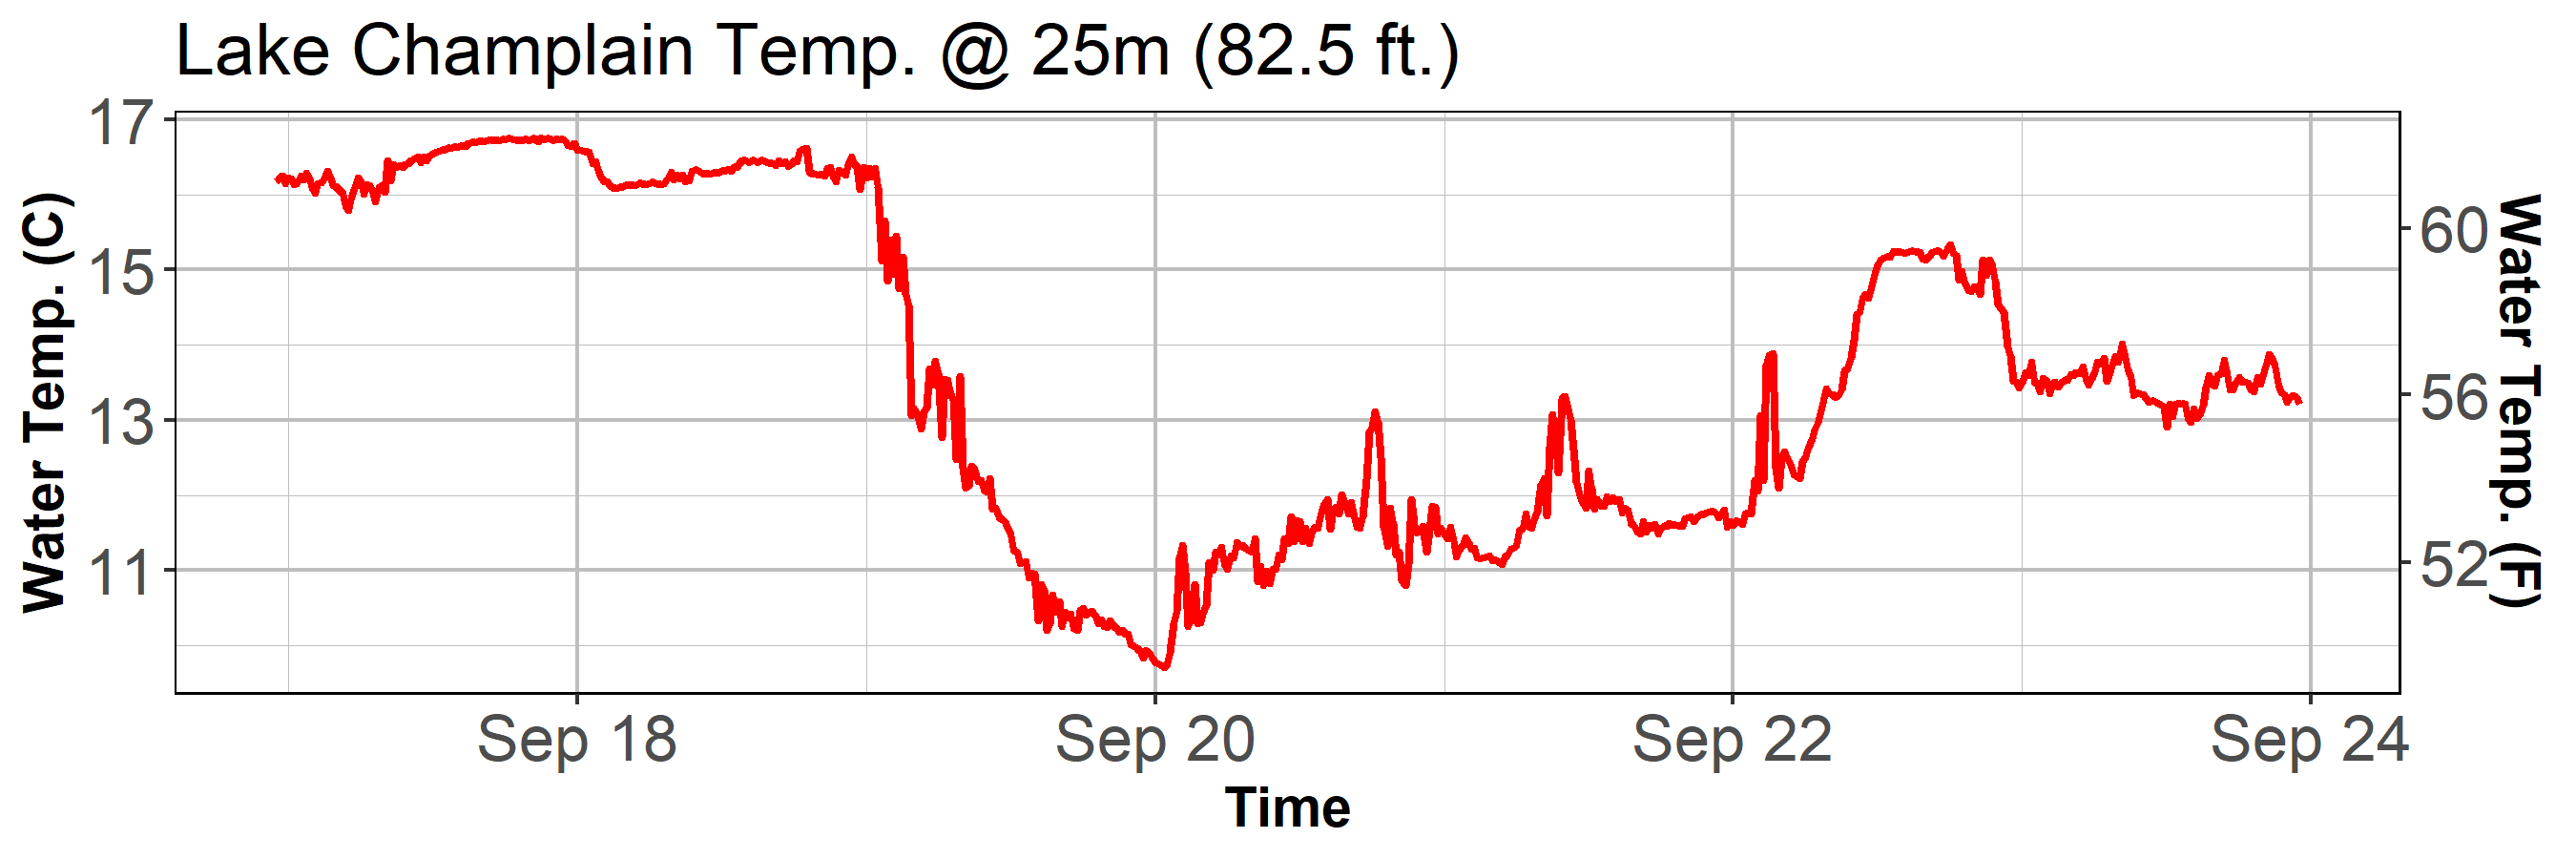 Lake Champlain Temp. @ 25m (82.5 ft.)
Water Temp. (C)
17
15
13
11
60
56
52
Water Temp. (F)
Sep 18
Sep 20
Sep 22
Sep 24
Time